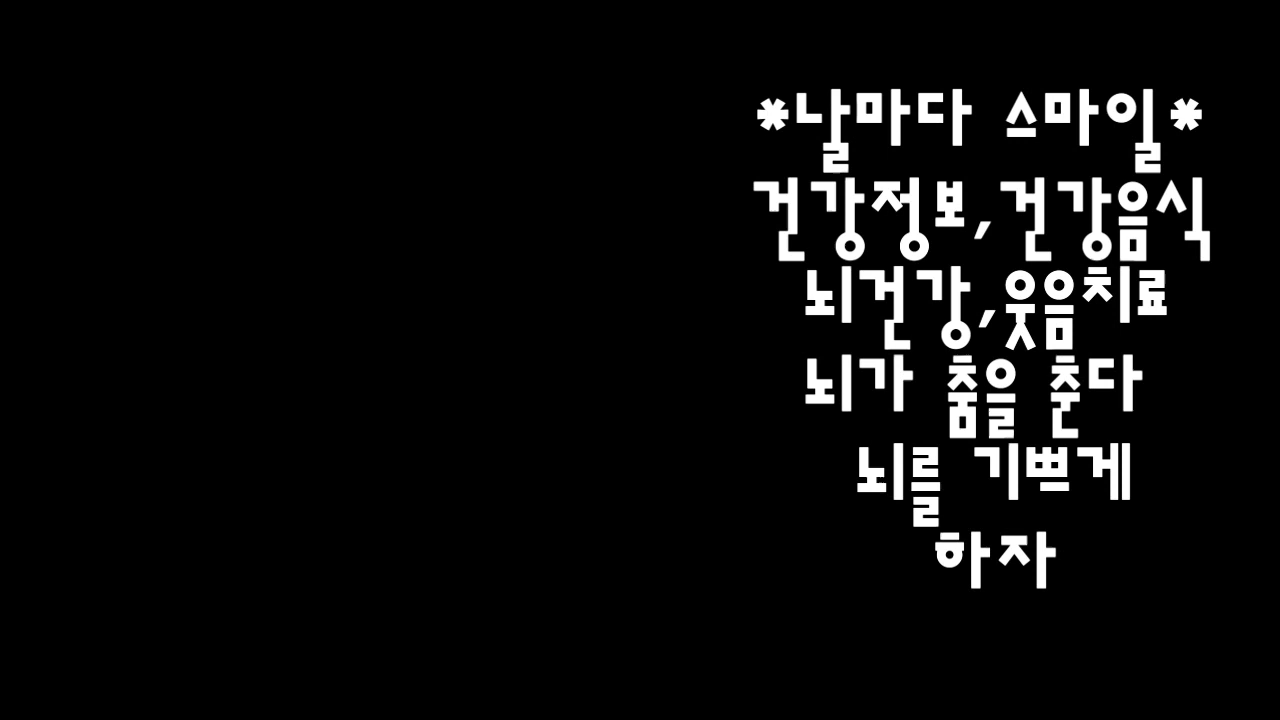 *날마다 스마일*
건강정보,건강음식
뇌건강,웃음치료
뇌가 춤을 춘다
뇌를 기쁘게
하자